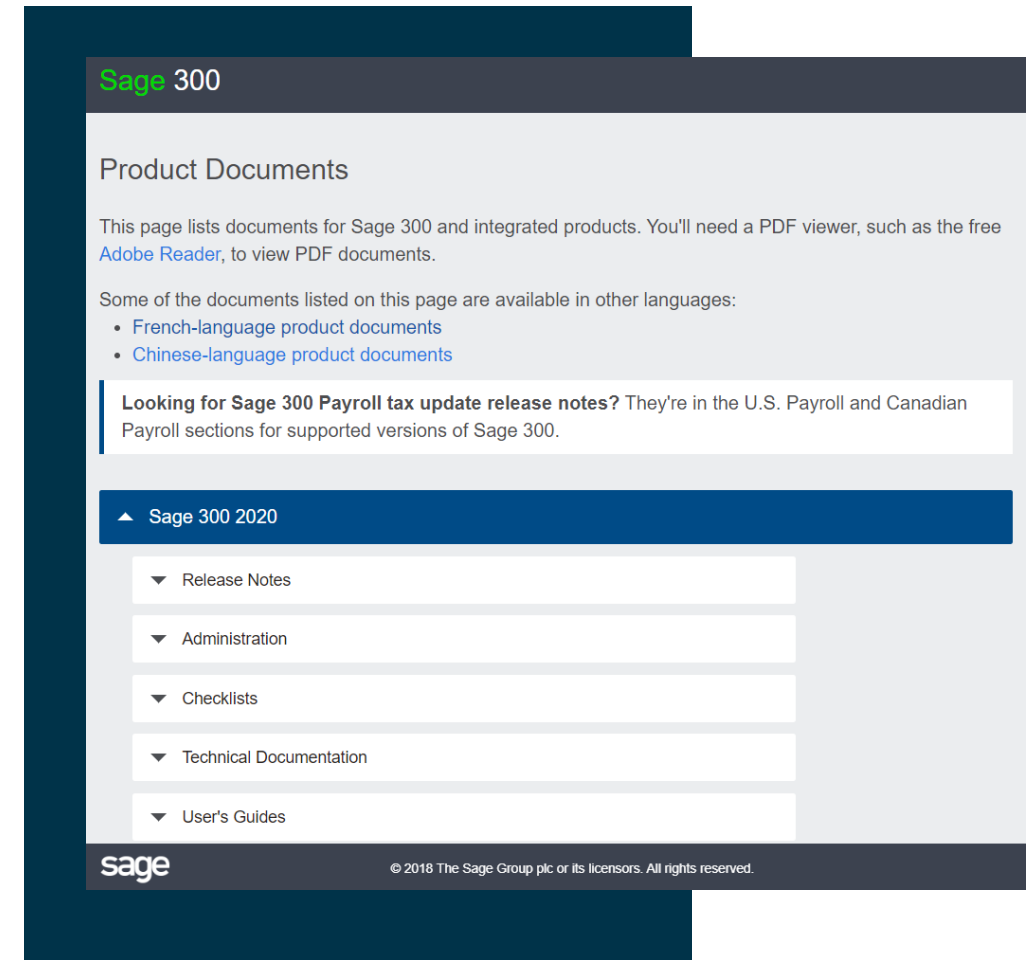 Sage 300
Product Documents
This page lists documents for Sage 300 and integrated products. You'll need a PDF viewer, such as the free
Adobe Reader, to view PDF documents.
Some of the documents listed on this page are available in other languages:
• French-language product documents
• Chinese-language product documents
Looking for Sage 300 Payroll tax update release notes? They're in the U.S. Payroll and Canadian
Payroll sections for supported versions of Sage 300.
Sage 300 2020
Release Notes
Administration
Checklists
Technical Documentation
User's Guides
sage
© 2018 The Sage Group plc or its licensors. All rights reserved.